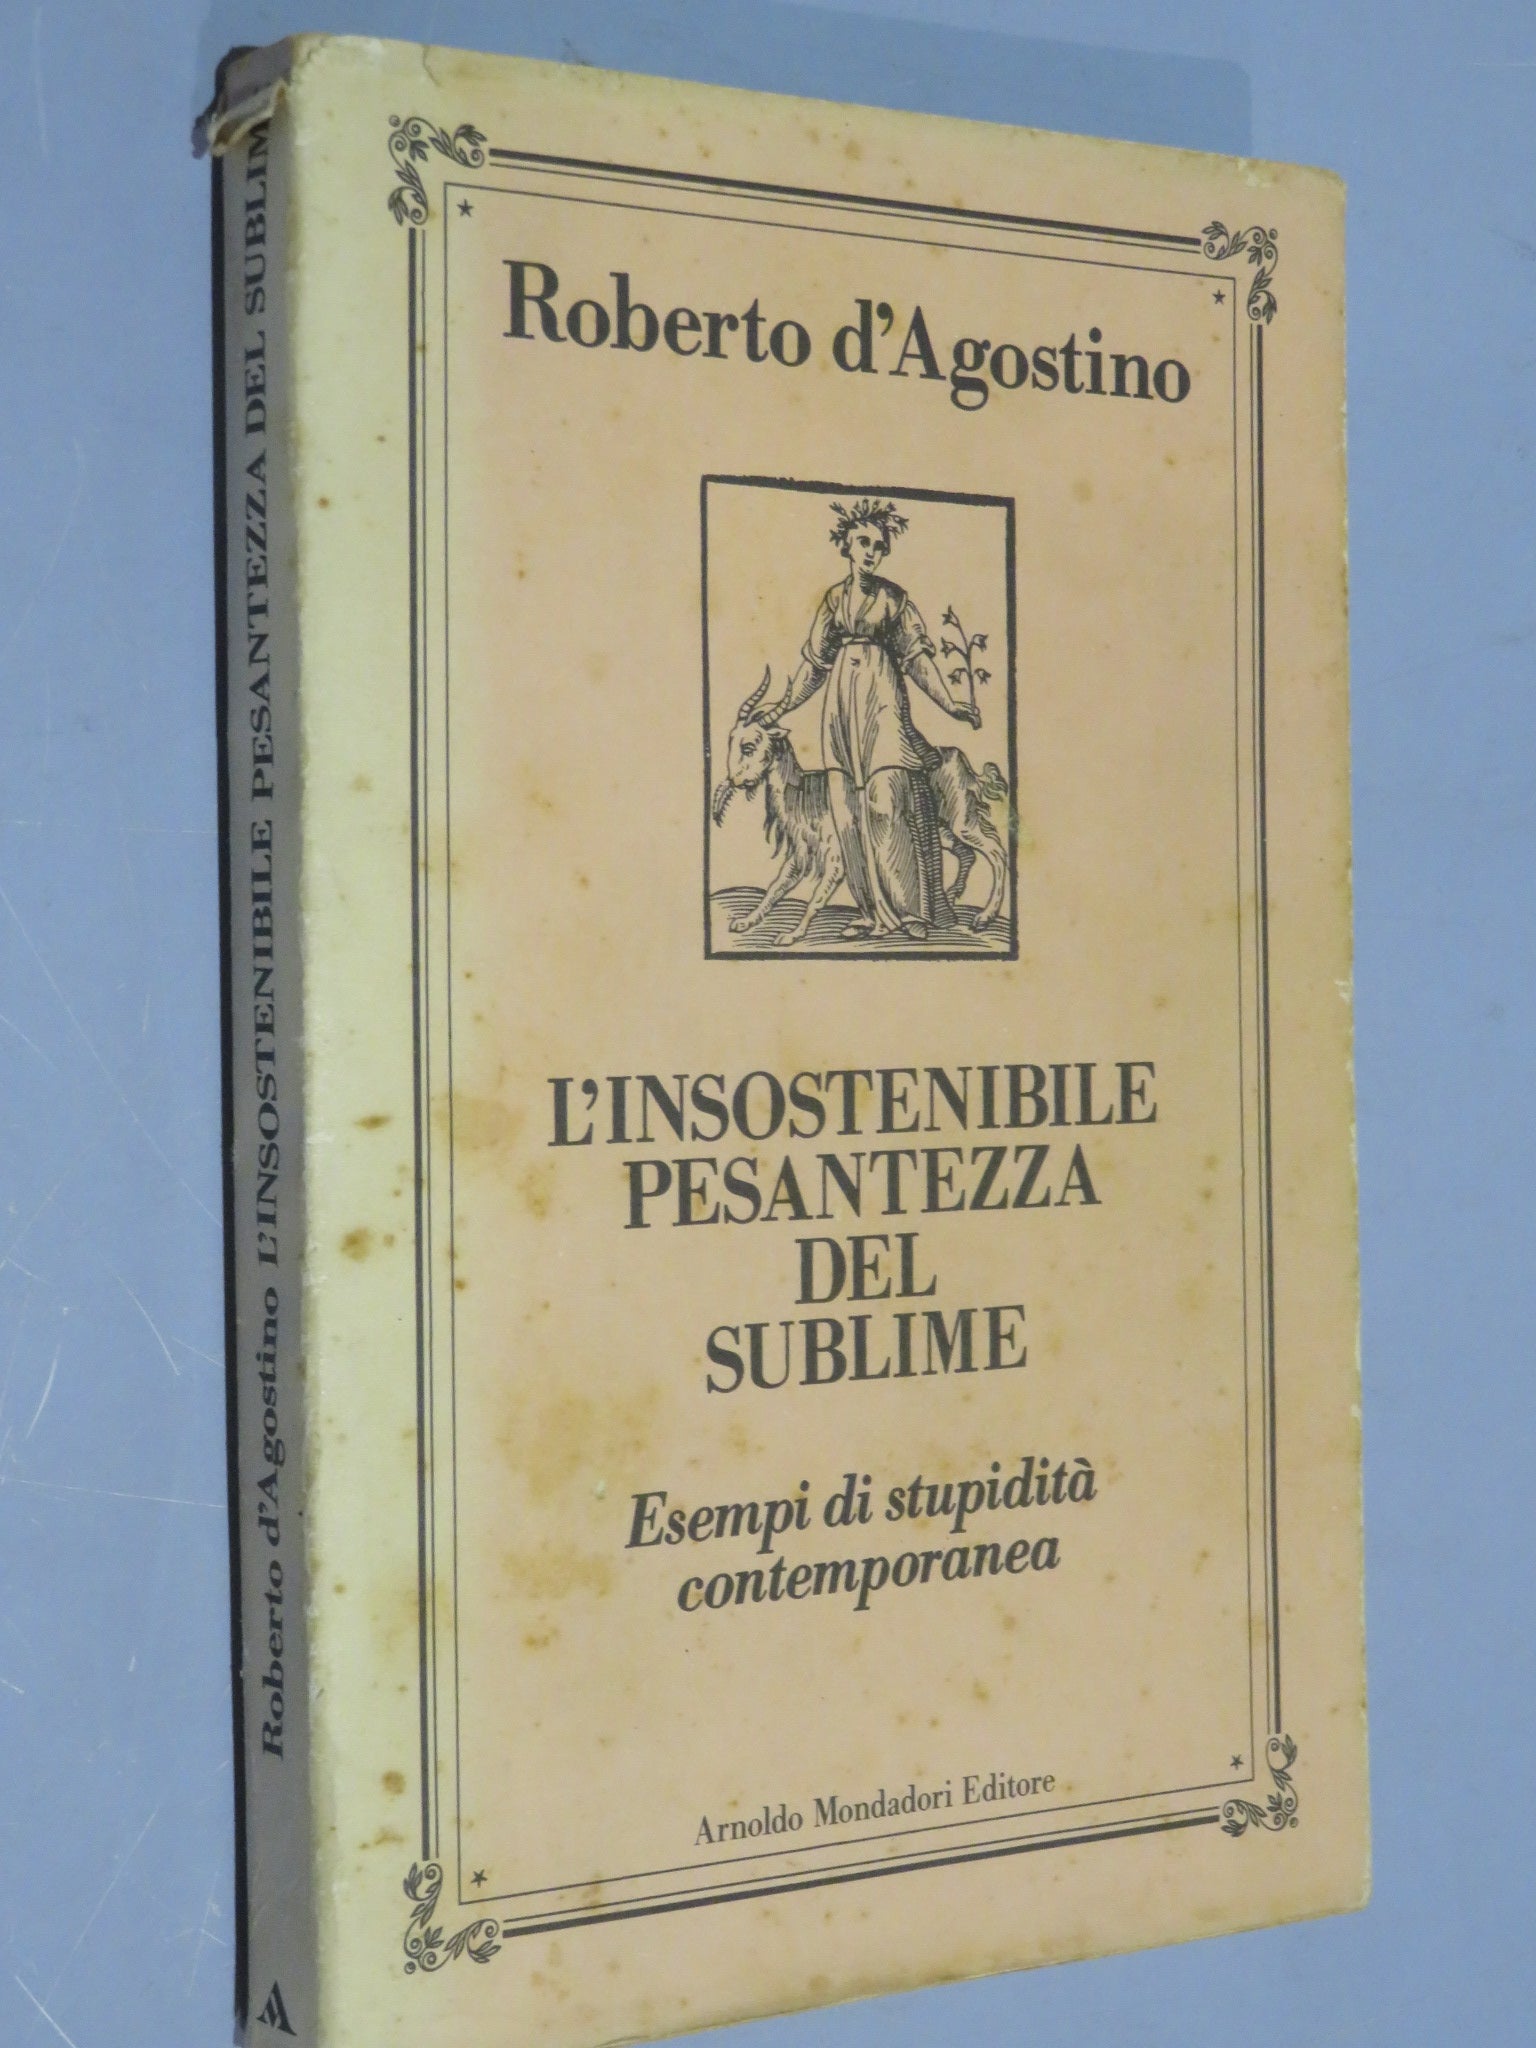 Roberto d'Agostino
L'INSOSTENIBILE
PESANTEZZA
DEL
SUBLIME
Esempi di stupidità
contemporanea
Arnoldo Mondadori Editore
Roberto d'Agostino L'INSOSTENIBILE PESANTEZZA DEL SUBLIM